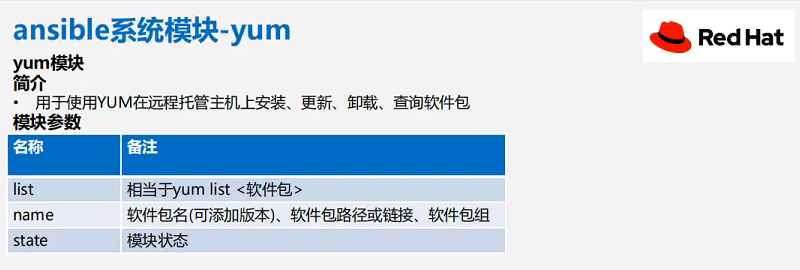 ansible系统模块-yum
Red Hat
yum模块
简介
• 用于使用YUM在远程托管主机上安装、更新、卸载、查询软件包
模块参数
名称 备注
list 相当于yum list <软件包>
name 软件包名(可添加版本)、软件包路径或链接、软件包组
state 模块状态